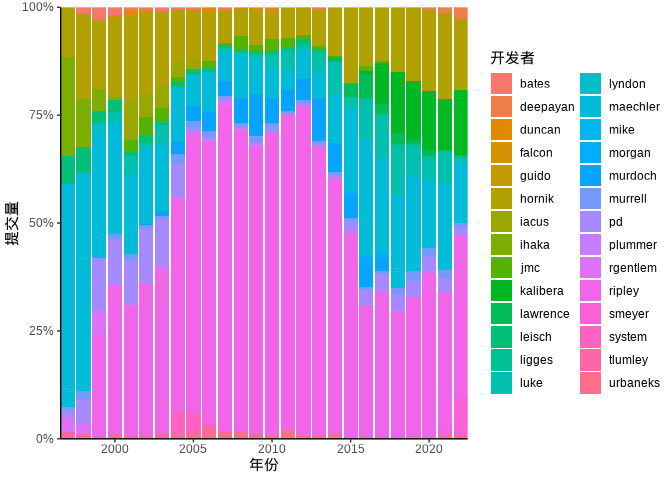 100%
75%
50%
25%
0%
提交量
2000
2005
2010
2015
2020
年份
开发者
bates
deepayan
duncan
falcon
guido
hornik
iacus
ihaka
jmc
kalibera
lawrence
leisch
ligges
luke
lyndon
maechler
mike
morgan
murdoch
murrell
pd
plummer
rgentlem
ripley
smeyer
system
tlumley
urbaneks